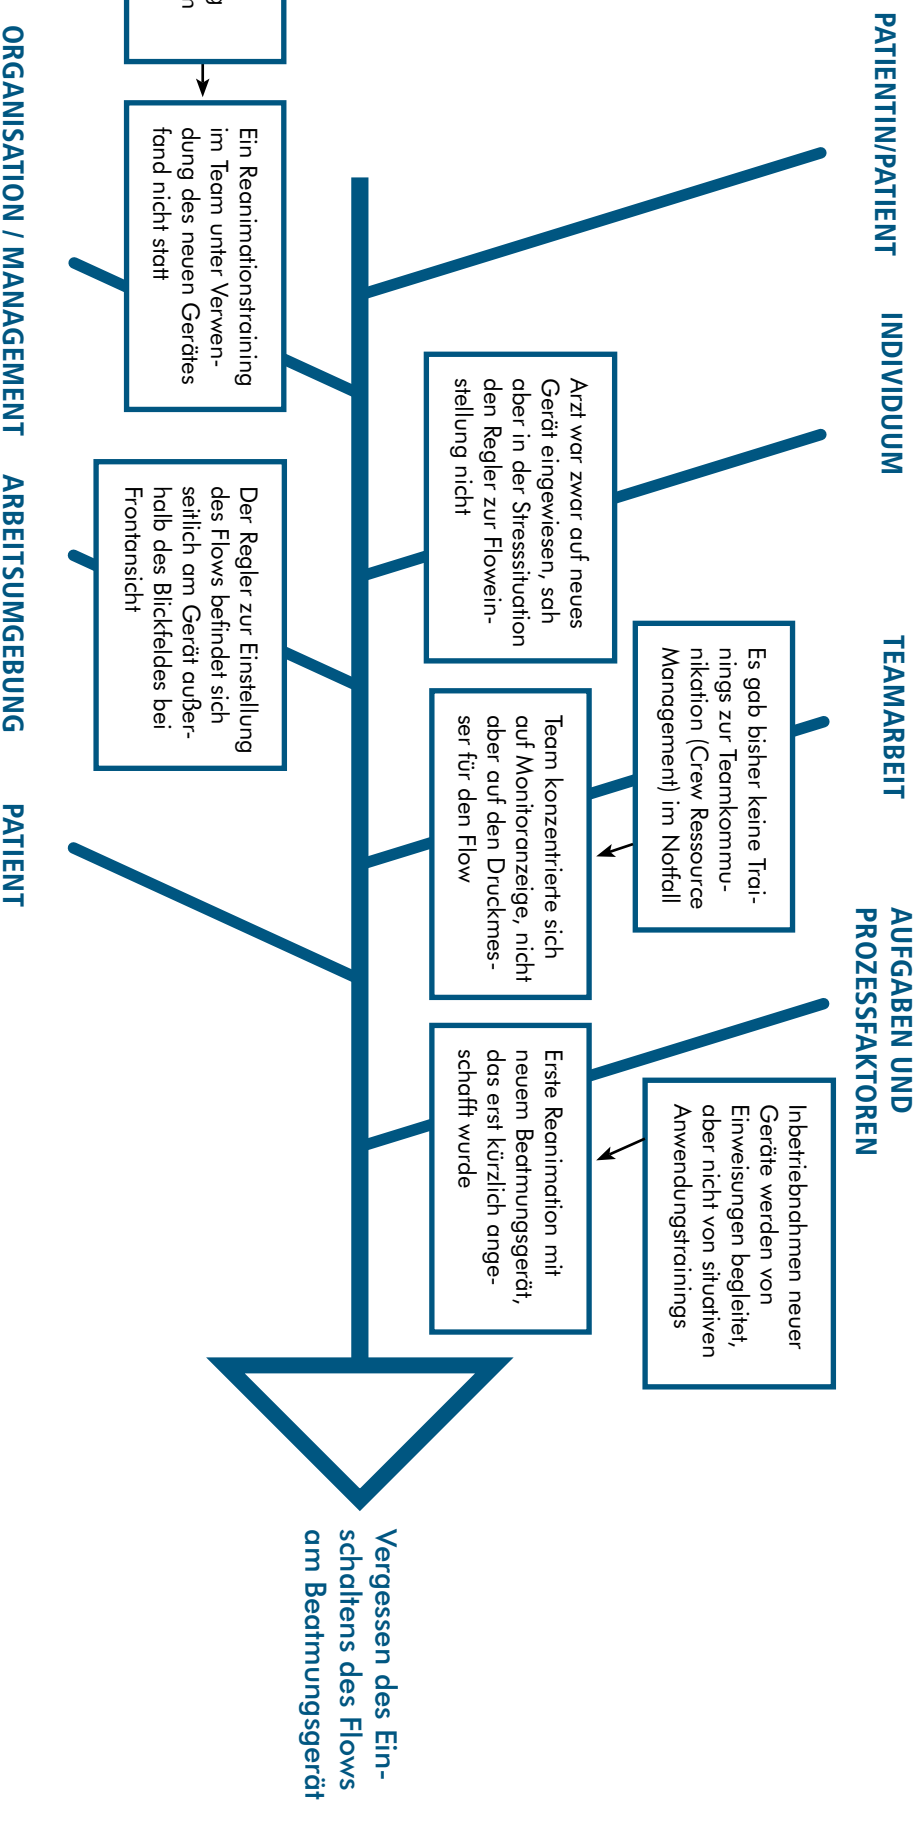 PATIENTIN/PATIENT
INDIVIDUUM
TEAMARBEIT
AUFGABEN UND
PROZESSFAKTOREN
Inbetriebnahmen neuer
Geräte werden von
Einweisungen begleitet,
aber nicht von situativen
Anwendungstrainings
Es gab bisher keine Trai-
nings zur Teamkommu-
nikation (Crew Ressource
Management) im Notfall
Arzt war zwar auf neues
Gerät eingewiesen, sah
aber in der Stresssituation
den Regler zur Flowein-
stellung nicht
Team konzentrierte sich
auf Monitoranzeige, nicht
aber auf den Druckmes-
ser für den Flow
Erste Reanimation mit
neuem Beatmungsgerät,
das erst kürzlich ange-
schafft wurde
Vergessen des Ein-
schaltens des Flows
am Beatmungsgerät
Ein Reanimationstraining
im Team unter Verwen-
dung des neuen Gerätes
fand nicht statt
Der Regler zur Einstellung
des Flows befindet sich
seitlich am Gerät außer-
halb des Blickfeldes bei
Frontansicht
ORGANISATION / MANAGEMENT
ARBEITSUMGEBUNG
PATIENT